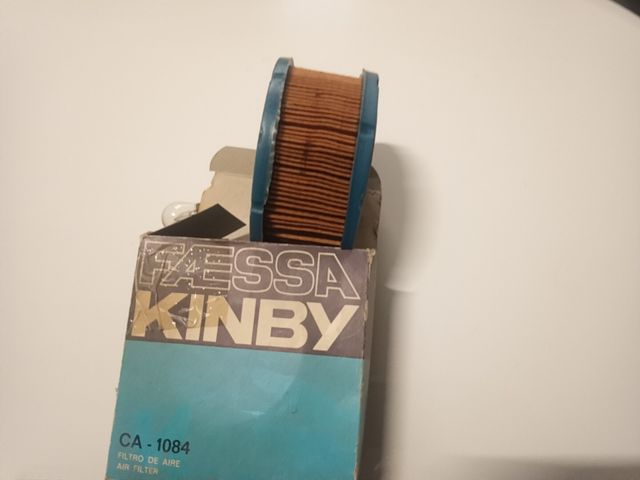 FAESSA
KINBY
CA - 1084
FILTRO DE AIRE
AIR FILTER